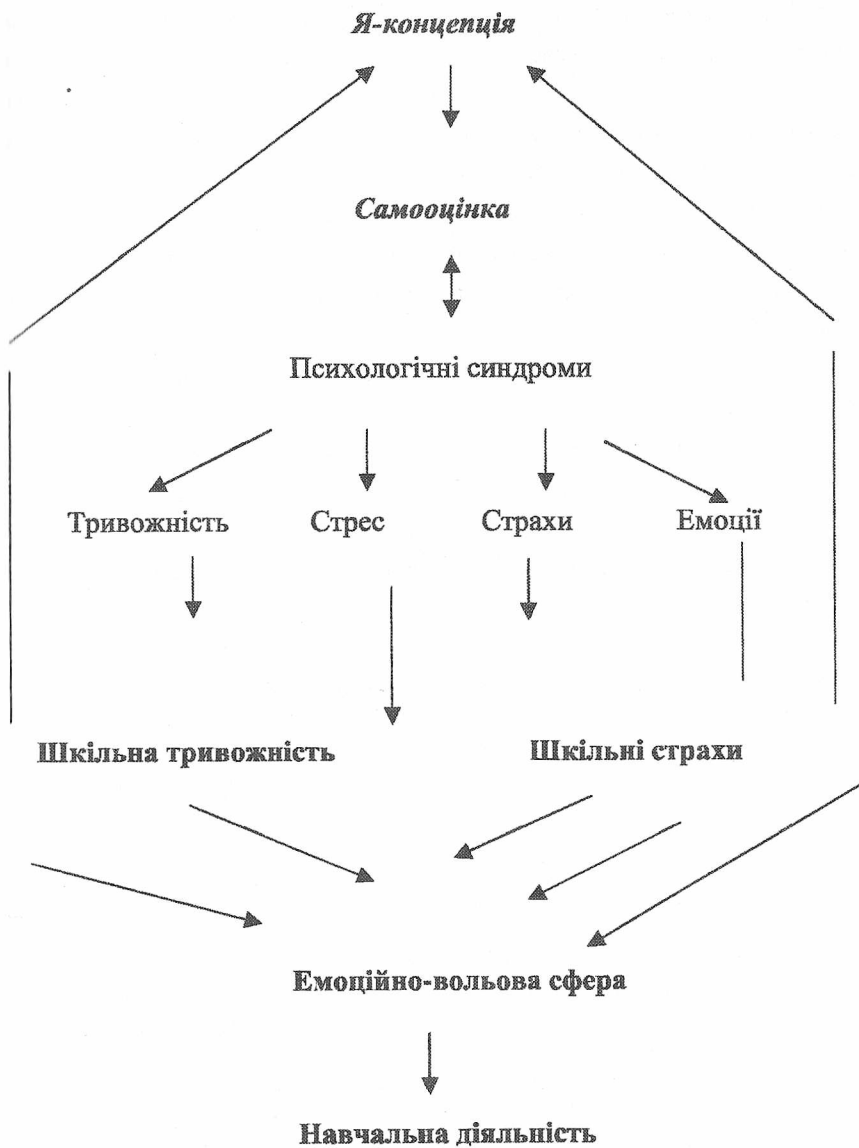 Я-концепція
Самооцінка
Психологічні синдроми
Тривожність Стрес Страхи Емоції
Шкільна тривожність Шкільні страхи
Емоційно-вольова сфера
Навчальна діяльність